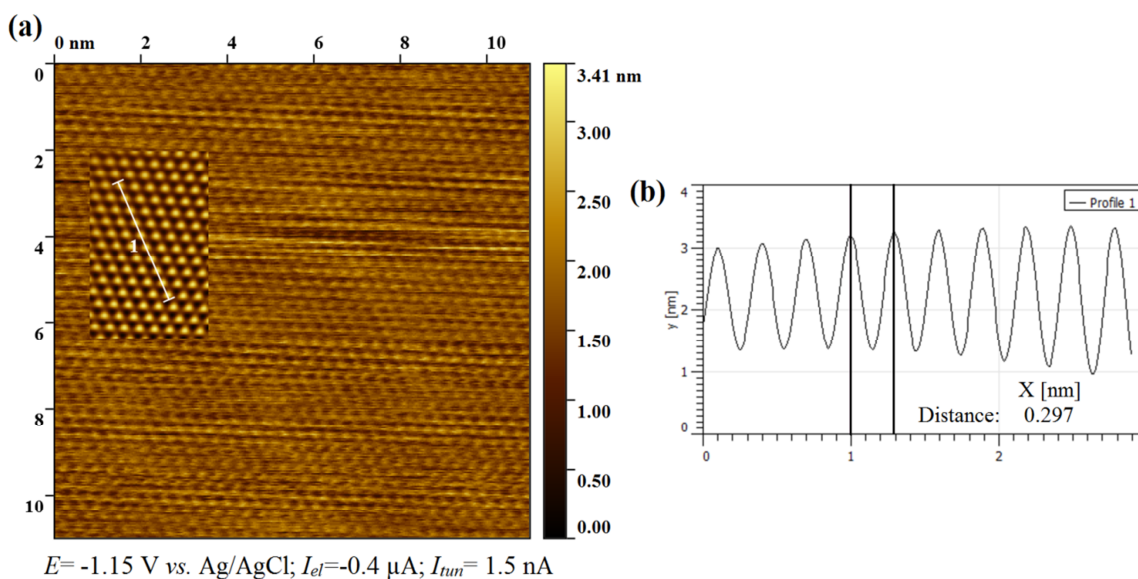 (a)
0 nm 2 4 6 8 10
0
2
4
6
8
10
1
3.41 nm
3.00
2.50
2.00
1.50
1.00
0.50
0.00
E= -1.15 V vs. Ag/AgCl; Iel=-0.4 µA; Itun= 1.5 nA
(b)
4
3
2
1
0
y [nm]
Profile 1
X [nm]
Distance: 0.297
0 1 2